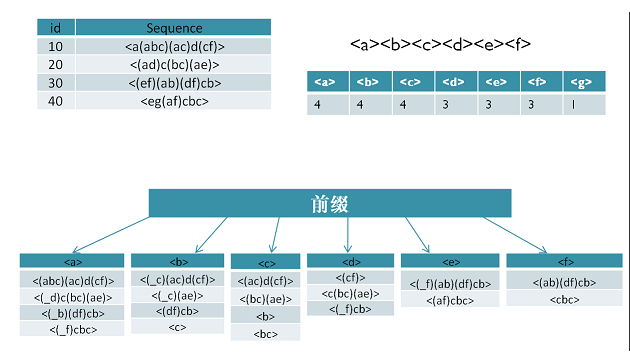 id Sequence
10 <a(abc)(ac)d(cf)>
20 <(ad)c(bc)(ae)>
30 <(ef)(ab)(df)cb>
40 <eg(af)cbc>
<a><b><c><d><e><f>
<a> <b> <c> <d> <e> <f> <g>
4 4 4 3 3 3 1
前缀
<a> <b> <c> <d> <e> <f>
<(abc)(ac)d(cf)> <(_c)(ac)d(cf)> <(ac)d(cf)> <(cf)> <(_f)(ab)(df)cb> <(ab)(df)cb>
<(_d)c(bc)(ae)> <(_c)(ae)> <(bc)(ae)> <c(bc)(ae)> <(af)cbc> <cbc>
<(_b)(df)cb> <(df)cb> <b> <(_f)cb>
<(_f)cbc> <c> <bc>